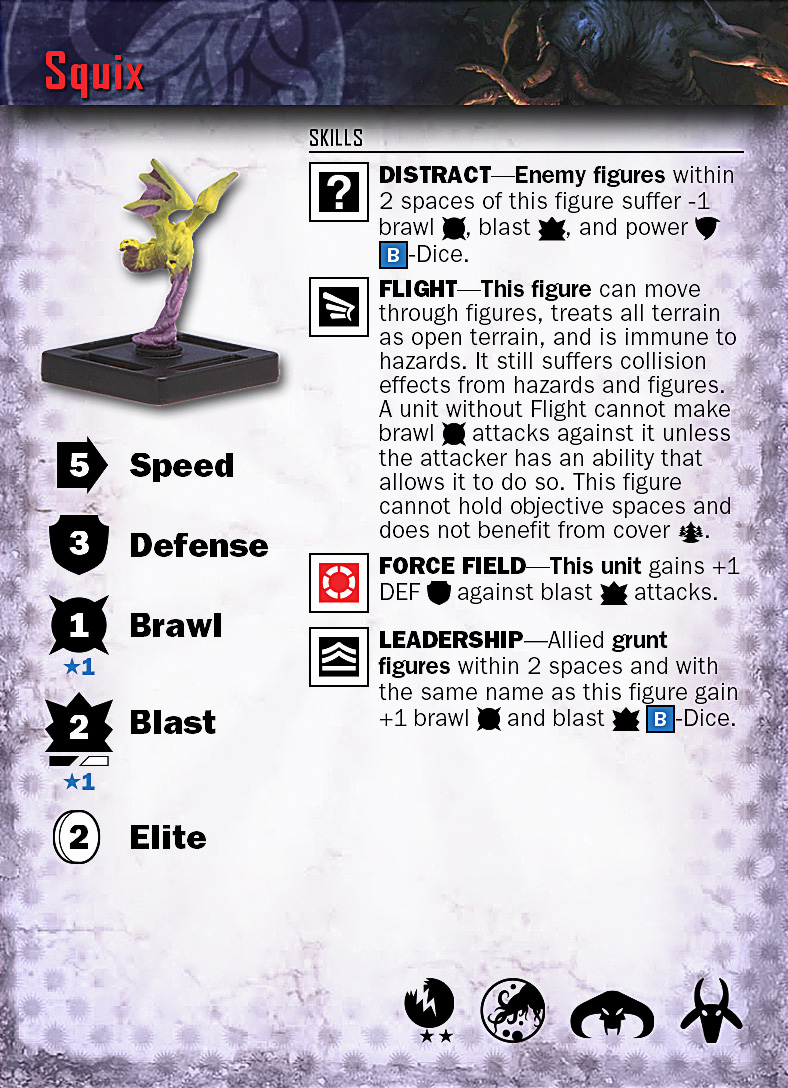 Squix
SKILLS
DISTRACT—Enemy figures within
2 spaces of this figure suffer -1
brawl , blast , and power
B-Dice.
FLIGHT—This figure can move
through figures, treats all terrain
as open terrain, and is immune to
hazards. It still suffers collision
effects from hazards and figures.
A unit without Flight cannot make
brawl attacks against it unless
the attacker has an ability that
allows it to do so. This figure
cannot hold objective spaces and
does not benefit from cover .
FORCE FIELD—This unit gains +1
DEF against blast attacks.
LEADERSHIP—Allied grunt
figures within 2 spaces and with
the same name as this figure gain
+1 brawl and blast B-Dice.
5 Speed
3 Defense
1 Brawl
★1
2 Blast
★1
2 Elite
★★